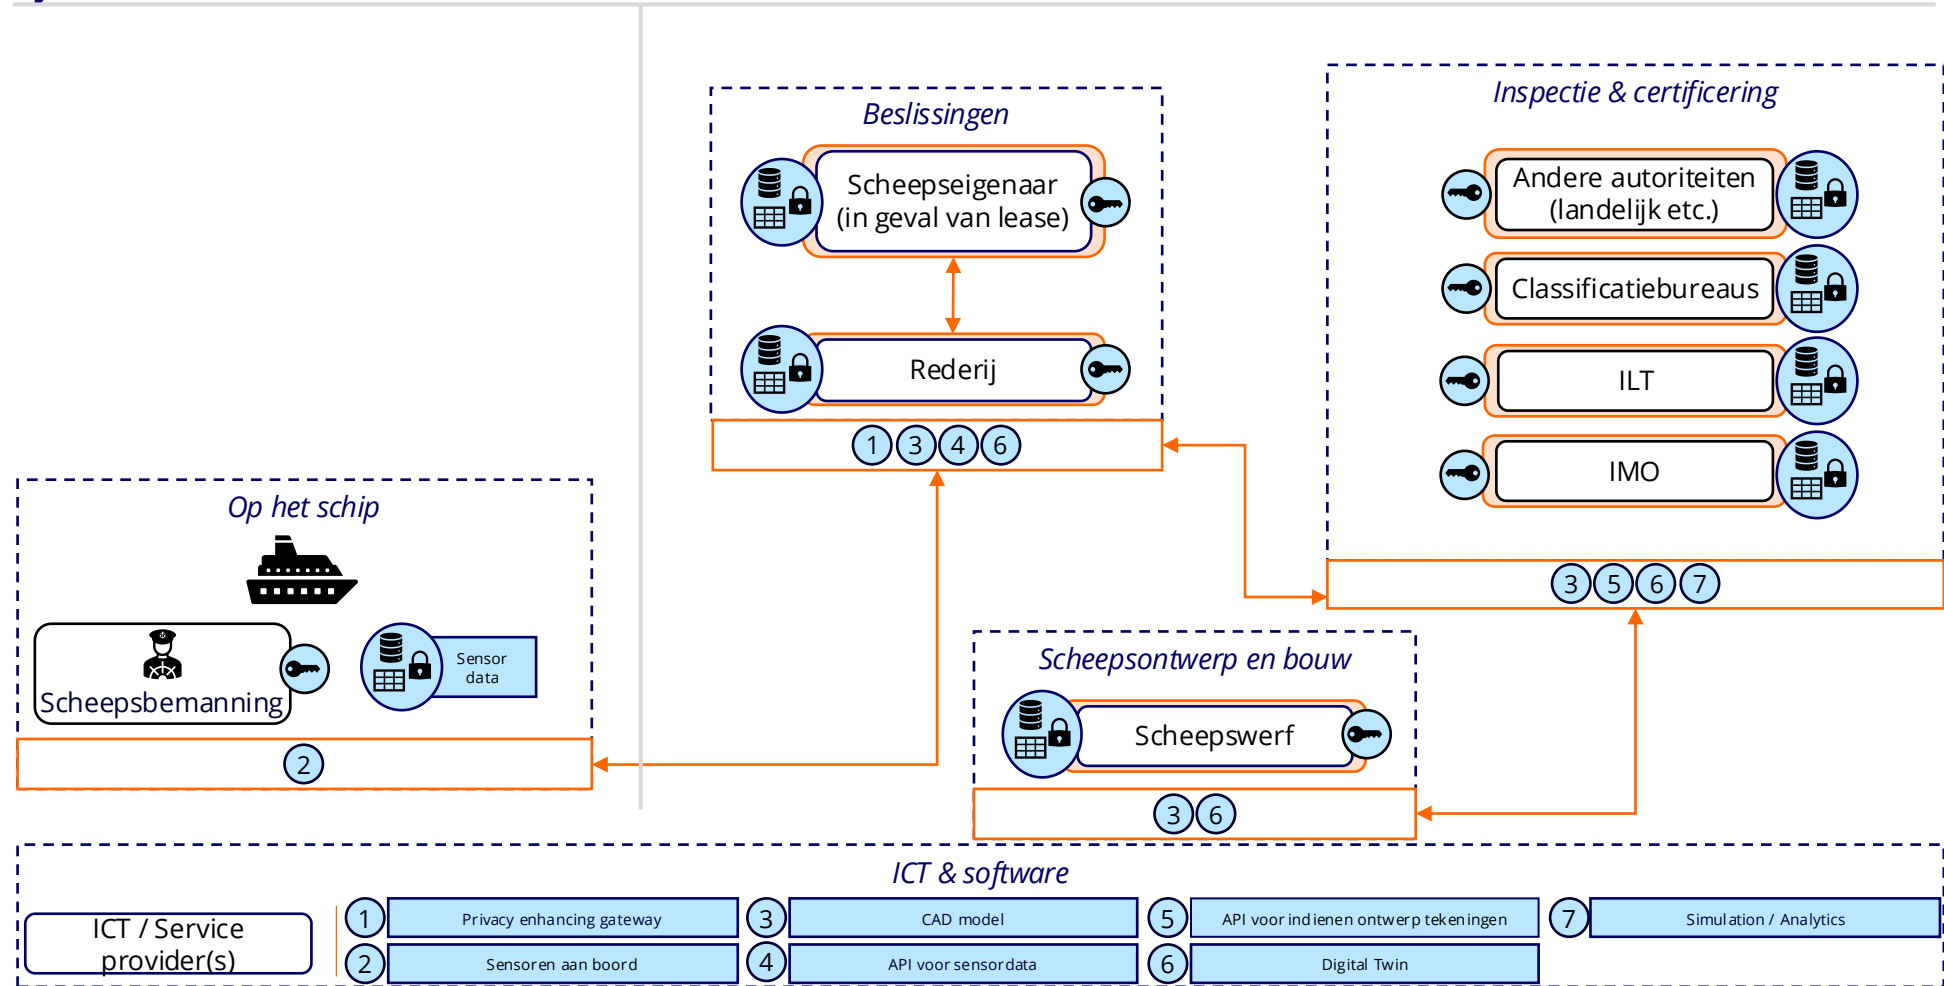 Beslissingen
Scheepseigenaar
(in geval van lease)
Rederij
1 3 4 6
Inspectie & certificering
Andere autoriteiten
(landelijk etc.)
Classificatiebureaus
ILT
IMO
3 5 6 7
Op het schip
Scheepsbemanning
Sensor
data
2
Scheepsontwerp en bouw
Scheepswerf
3 6
ICT & software
ICT / Service
provider(s)
1 Privacy enhancing gateway
2 Sensoren aan boord
3 CAD model
4 API voor sensordata
5 API voor indienen ontwerp tekeningen
6 Digital Twin
7 Simulation / Analytics